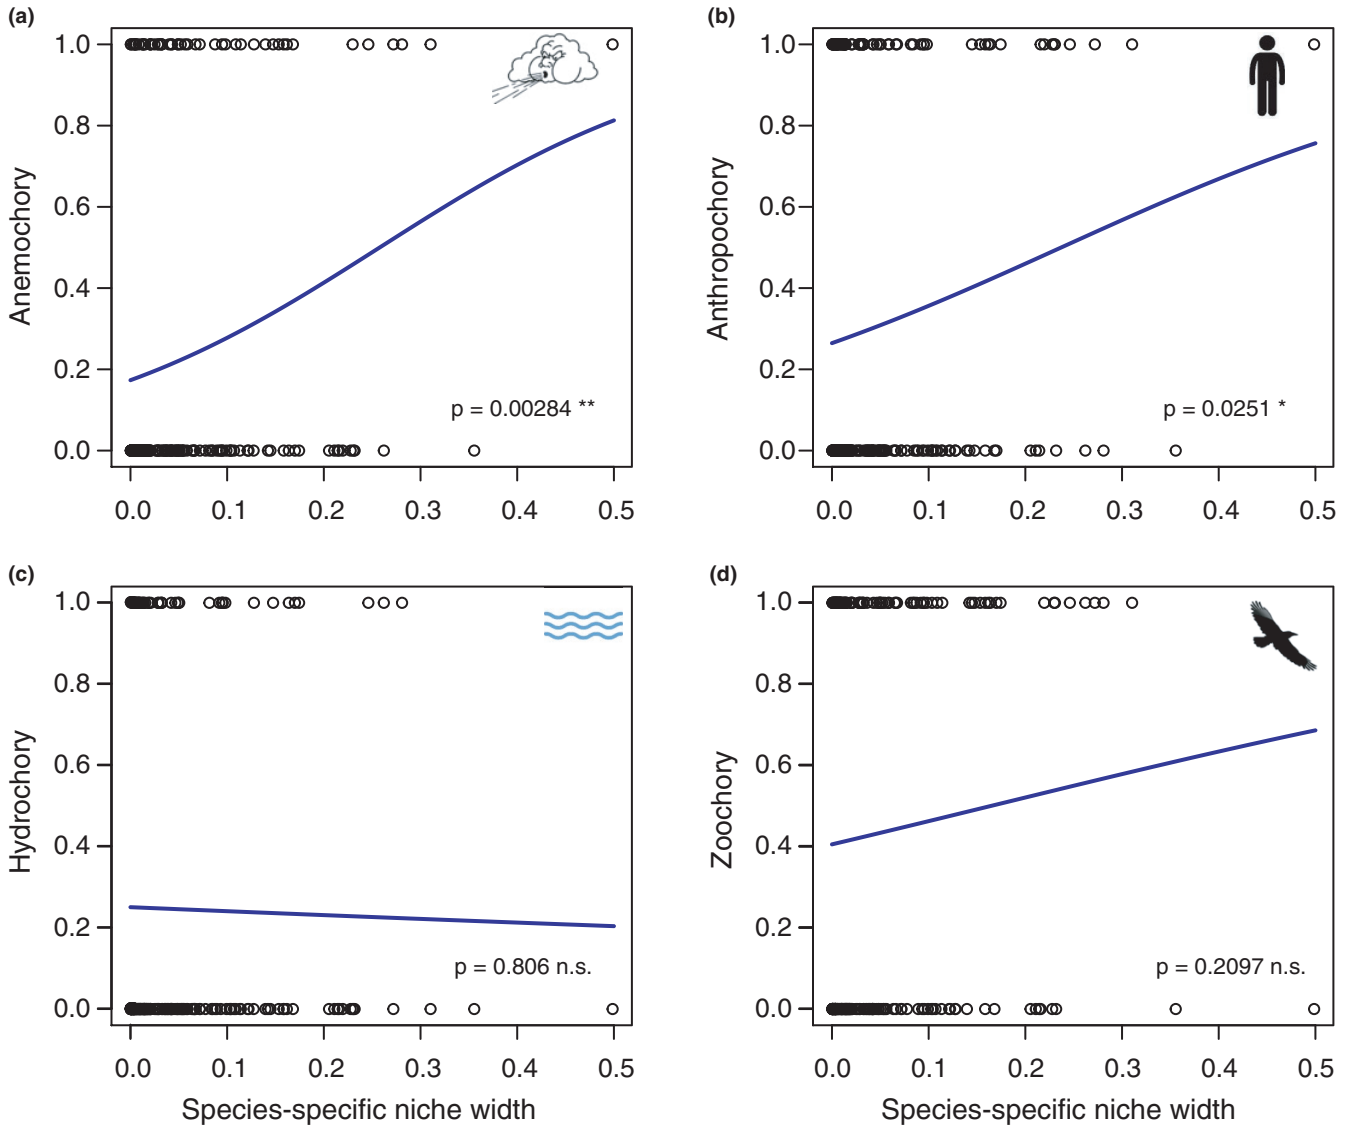 (a)
1.0
0.8
0.6
0.4
0.2
0.0
Anemochory
p = 0.00284 **
0.0 0.1 0.2 0.3 0.4 0.5
(b)
1.0
0.8
0.6
0.4
0.2
0.0
Anthropochory
p = 0.0251 *
0.0 0.1 0.2 0.3 0.4 0.5
(c)
1.0
0.8
0.6
0.4
0.2
0.0
Hydrochory
p = 0.806 n.s.
0.0 0.1 0.2 0.3 0.4 0.5
Species-specific niche width
(d)
1.0
0.8
0.6
0.4
0.2
0.0
Zoochory
p = 0.2097 n.s.
0.0 0.1 0.2 0.3 0.4 0.5
Species-specific niche width